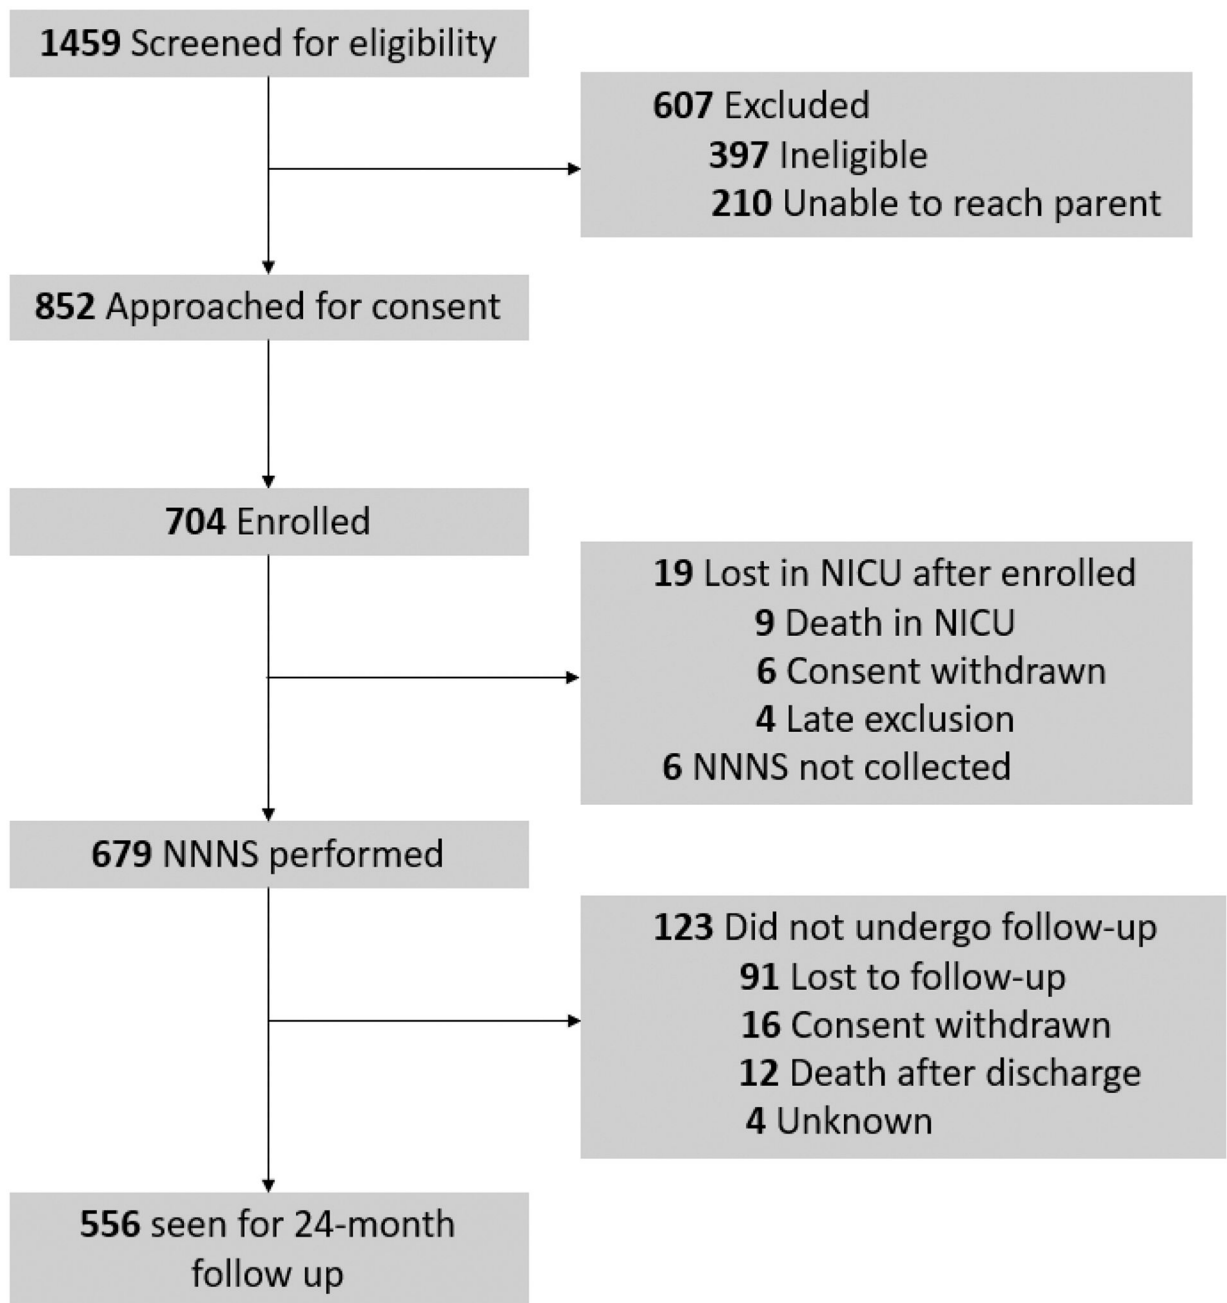 1459 Screened for eligibility
607 Excluded
397 Ineligible
210 Unable to reach parent
852 Approached for consent
704 Enrolled
19 Lost in NICU after enrolled
9 Death in NICU
6 Consent withdrawn
4 Late exclusion
6 NNNS not collected
679 NNNS performed
123 Did not undergo follow-up
91 Lost to follow-up
16 Consent withdrawn
12 Death after discharge
4 Unknown
556 seen for 24-month
follow up